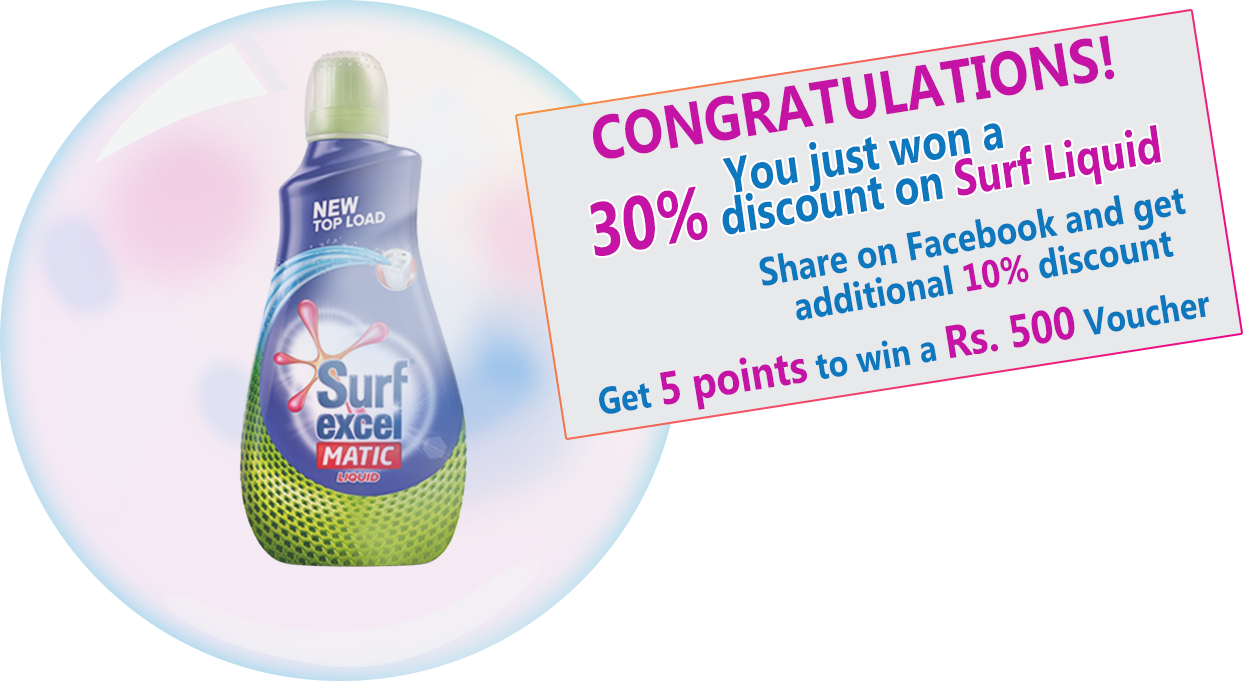 NEW
TOP LOAD
Surf
excel
MATIC
LIQUID
CONGRATULATIONS!
You just won a
30% discount on Surf Liquid
Share on Facebook and get
additional 10% discount
Get 5 points to win a Rs. 500 Voucher